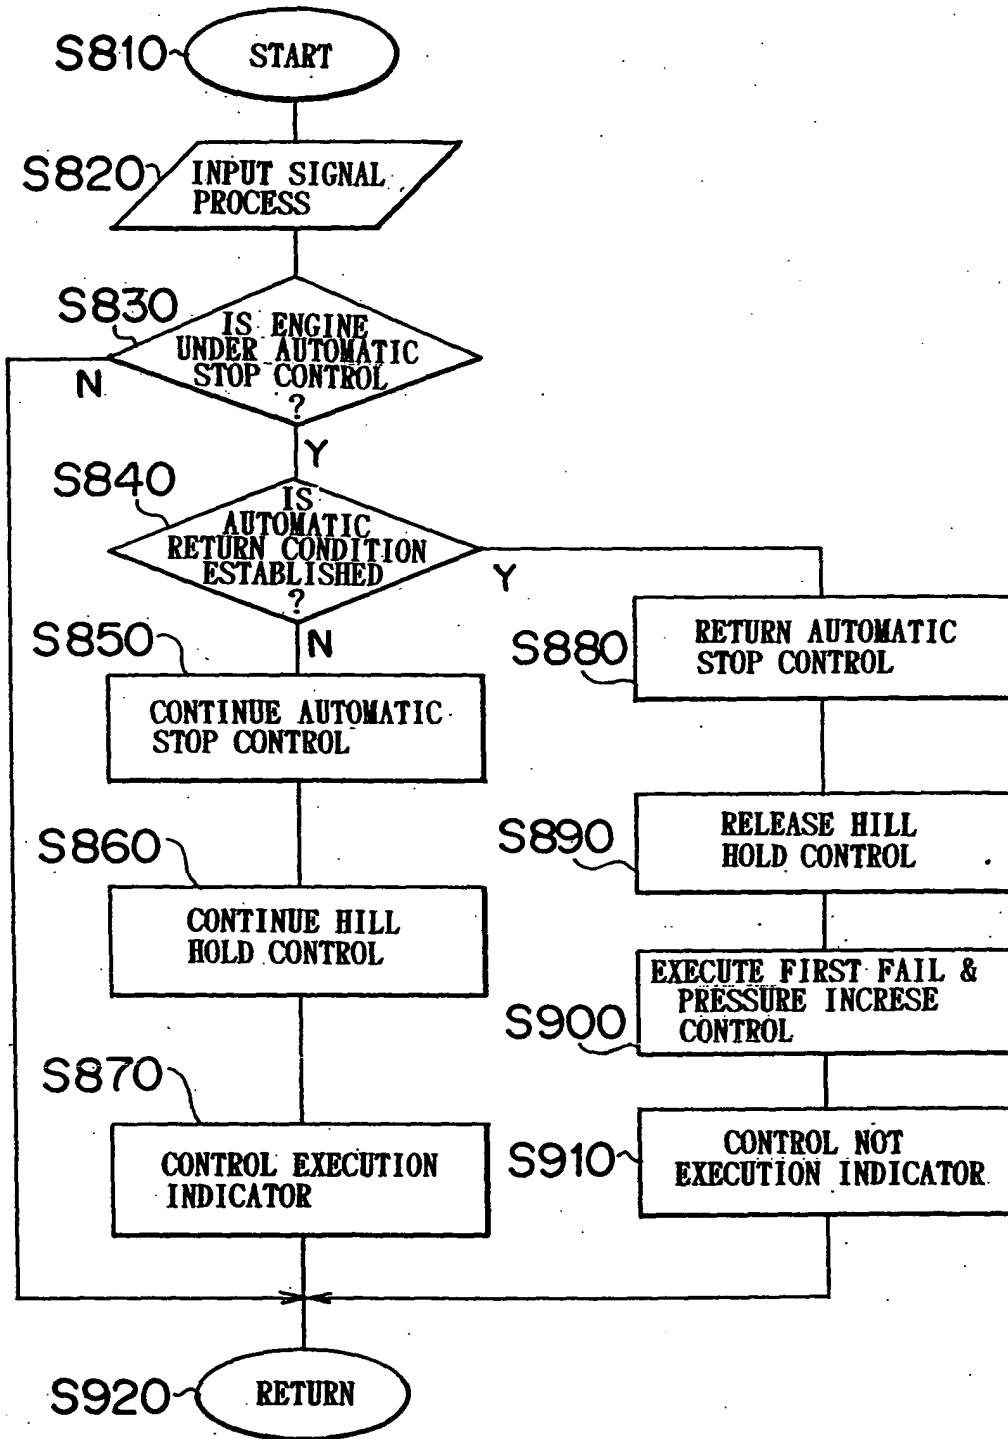 S810
START
S820
INPUT SIGNAL
PROCESS
S830
IS ENGINE
UNDER AUTOMATIC
STOP CONTROL
?
N
Y
S840
IS
AUTOMATIC
RETURN CONDITION
ESTABLISHED
?
Y
N
S850
CONTINUE AUTOMATIC
STOP CONTROL
S860
CONTINUE HILL
HOLD CONTROL
S870
CONTROL EXECUTION
INDICATOR
S880
RETURN AUTOMATIC
STOP CONTROL
S890
RELEASE HILL
HOLD CONTROL
S900
EXECUTE FIRST FAIL &
PRESSURE INCRESE
CONTROL
S910
CONTROL NOT
EXECUTION INDICATOR
S920
RETURN